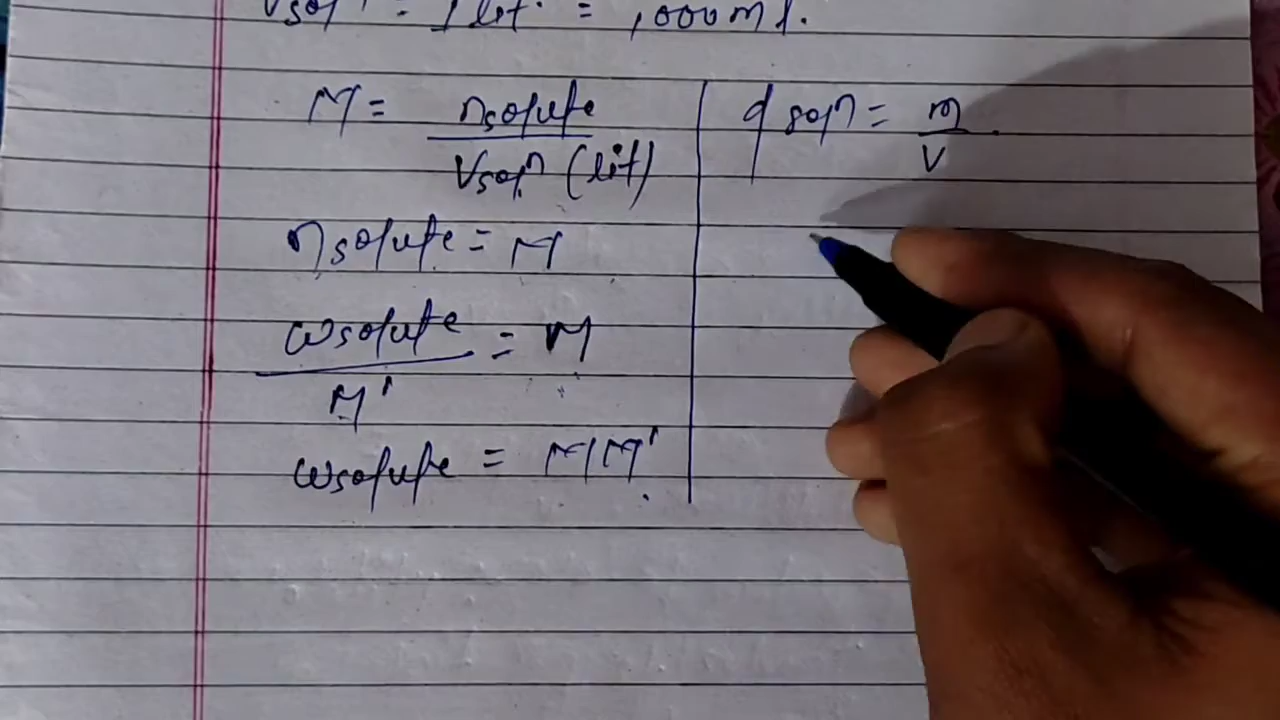 Vsolⁿ = 1 lit. = 1000 ml.
M = nsolute / Vsolⁿ (lit)
nsolute = M
wsolute / M' = M
wsolute = MM'
dsolⁿ = m / V